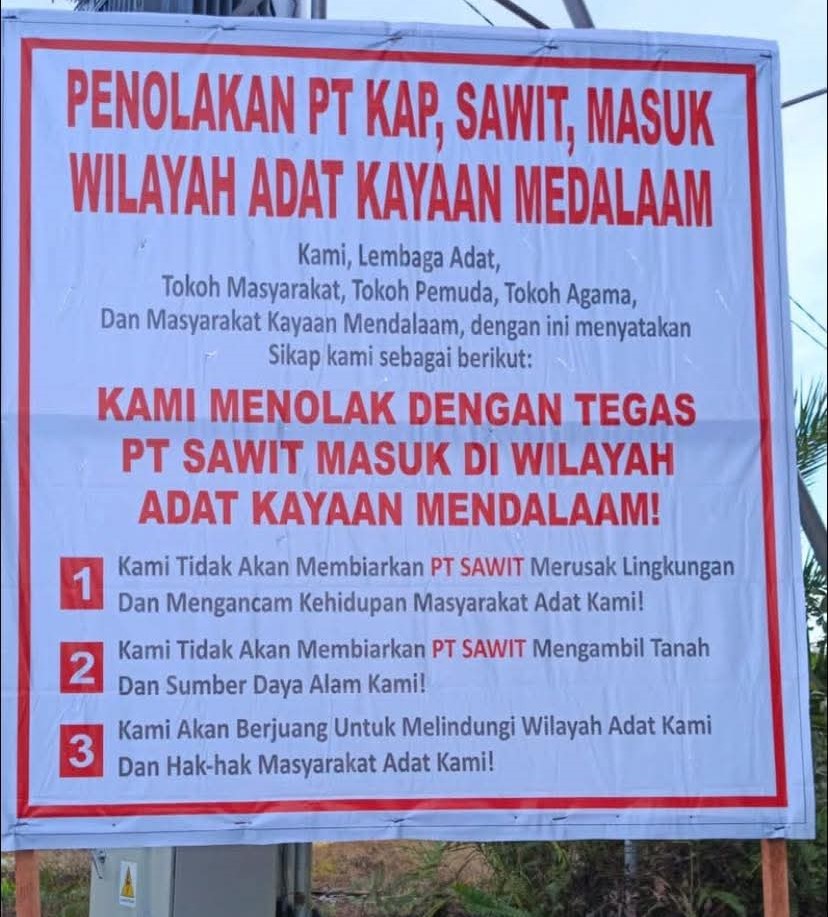 PENOLAKAN PT KAP, SAWIT, MASUK
WILAYAH ADAT KAYAAN MEDALAAM
Kami, Lembaga Adat,
Tokoh Masyarakat, Tokoh Pemuda, Tokoh Agama,
Dan Masyarakat Kayaan Mendalaam, dengan ini menyatakan
Sikap kami sebagai berikut:
KAMI MENOLAK DENGAN TEGAS
PT SAWIT MASUK DI WILAYAH
ADAT KAYAAN MENDALAAM!
1 Kami Tidak Akan Membiarkan PT SAWIT Merusak Lingkungan
Dan Mengancam Kehidupan Masyarakat Adat Kami!
2 Kami Tidak Akan Membiarkan PT SAWIT Mengambil Tanah
Dan Sumber Daya Alam Kami!
3 Kami Akan Berjuang Untuk Melindungi Wilayah Adat Kami
Dan Hak-hak Masyarakat Adat Kami!